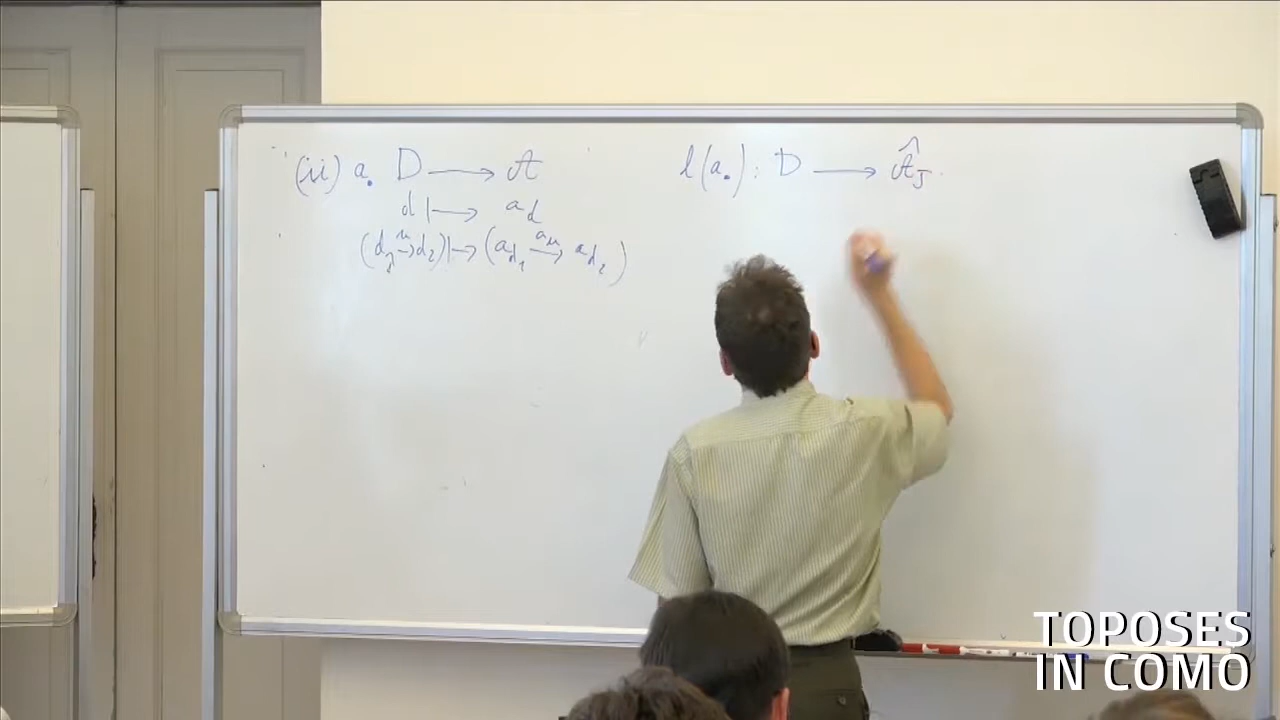 (ii) a. D ⟶ 𝒜
d ⟼ a_d
(d₁ →ᵘ d₂) ⟼ (a_{d₁} →^{a_u} a_{d₂})
l(a.): D ⟶ 𝒜̂_J
TOPOSES
IN COMO